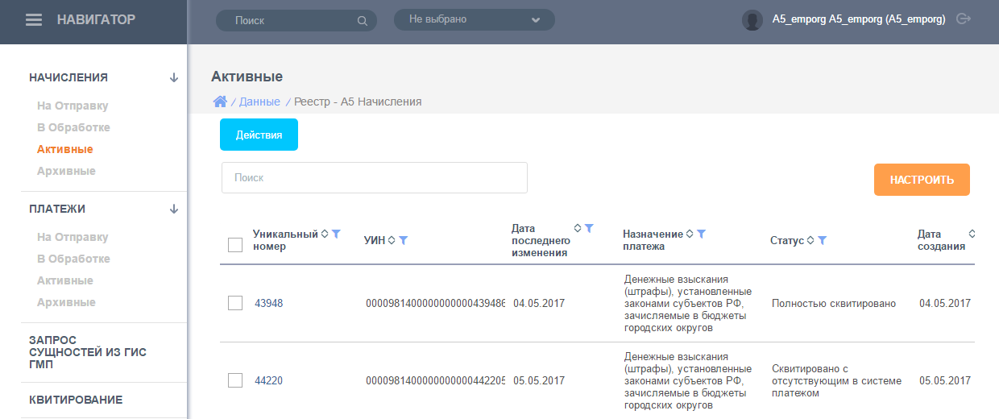 НАВИГАТОР
Поиск
Не выбрано
A5_emporg A5_emporg (A5_emporg)
НАЧИСЛЕНИЯ
На Отправку
В Обработке
Активные
Архивные
ПЛАТЕЖИ
На Отправку
В Обработке
Активные
Архивные
ЗАПРОС
СУЩНОСТЕЙ ИЗ ГИС
ГМП
КВИТИРОВАНИЕ
Активные
/ Данные / Реестр - А5 Начисления
Действия
Поиск
НАСТРОИТЬ
Уникальный
номер
УИН
Дата
последнего
изменения
Назначение
платежа
Статус
Дата
создания
43948
0000981400000000000439486
04.05.2017
Денежные взыскания
(штрафы), установленные
законами субъектов РФ,
зачисляемые в бюджеты
городских округов
Полностью сквитировано
04.05.2017
44220
0000981400000000000442205
05.05.2017
Денежные взыскания
(штрафы), установленные
законами субъектов РФ,
зачисляемые в бюджеты
городских округов
Сквитировано с
отсутствующим в системе
платежом
05.05.2017